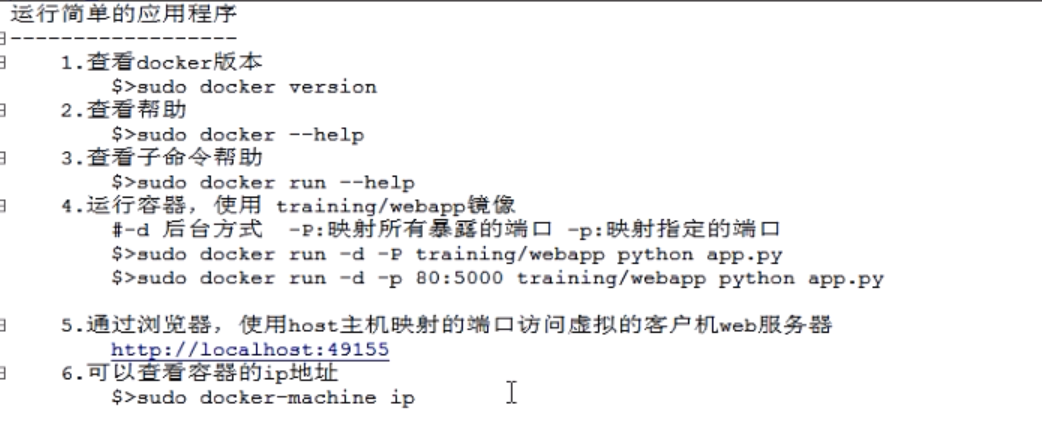 运行简单的应用程序
------------------
1.查看docker版本
$>sudo docker version
2.查看帮助
$>sudo docker --help
3.查看子命令帮助
$>sudo docker run --help
4.运行容器，使用 training/webapp镜像
#-d 后台方式 -P:映射所有暴露的端口 -p:映射指定的端口
$>sudo docker run -d -P training/webapp python app.py
$>sudo docker run -d -p 80:5000 training/webapp python app.py
5.通过浏览器，使用host主机映射的端口访问虚拟的客户机web服务器
http://localhost:49155
6.可以查看容器的ip地址
$>sudo docker-machine ip